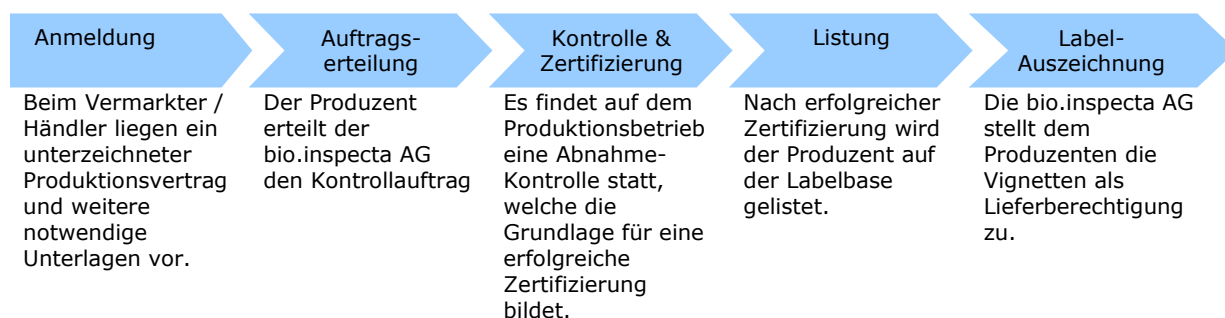 Anmeldung
Beim Vermarkter /
Händler liegen ein
unterzeichneter
Produktionsvertrag
und weitere
notwendige
Unterlagen vor.
Auftrags-
erteilung
Der Produzent
erteilt der
bio.inspecta AG
den Kontrollauftrag
Kontrolle &
Zertifizierung
Es findet auf dem
Produktionsbetrieb
eine Abnahme-
Kontrolle statt,
welche die
Grundlage für eine
erfolgreiche
Zertifizierung
bildet.
Listung
Nach erfolgreicher
Zertifizierung wird
der Produzent auf
der Labelbase
gelistet.
Label-
Auszeichnung
Die bio.inspecta AG
stellt dem
Produzenten die
Vignetten als
Lieferberechtigung
zu.